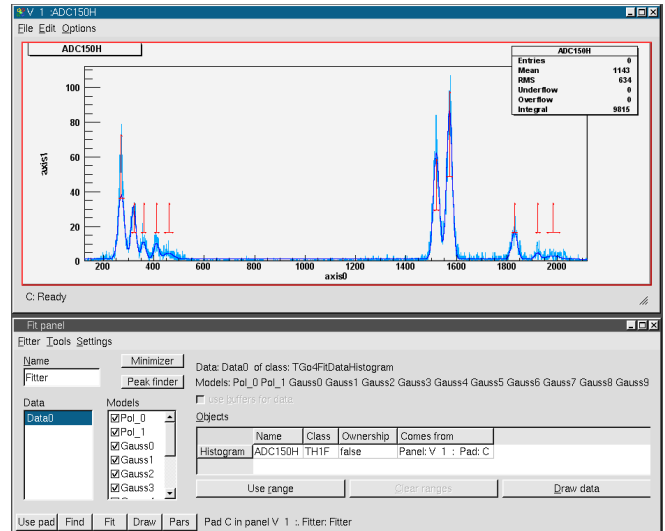 V 1 :ADC150H
File Edit Options
ADC150H
ADC150H
Entries 0
Mean 1143
RMS 634
Underflow 0
Overflow 0
Integral 9815
100
80
60
40
20
0
axis1
200 400 600 800 1000 1200 1400 1600 1800 2000
axis0
C: Ready
Fit panel
Fitter Tools Settings
Name
Minimizer
Fitter
Peak finder
Data: Data0 of class: TGo4FitDataHistogram
Models: Pol_0 Pol_1 Gauss0 Gauss1 Gauss2 Gauss3 Gauss4 Gauss5 Gauss6 Gauss7 Gauss8 Gauss9
use buffers for data
Data
Models
Objects
Data0
Pol_0
Pol_1
Gauss0
Gauss1
Gauss2
Gauss3
Gauss4
Name Class Ownership Comes from
Histogram ADC150H TH1F false Panel: V 1 : Pad: C
Use range Clear ranges Draw data
Use pad Find Fit Draw Pars Pad C in panel V 1 :. Fitter: Fitter